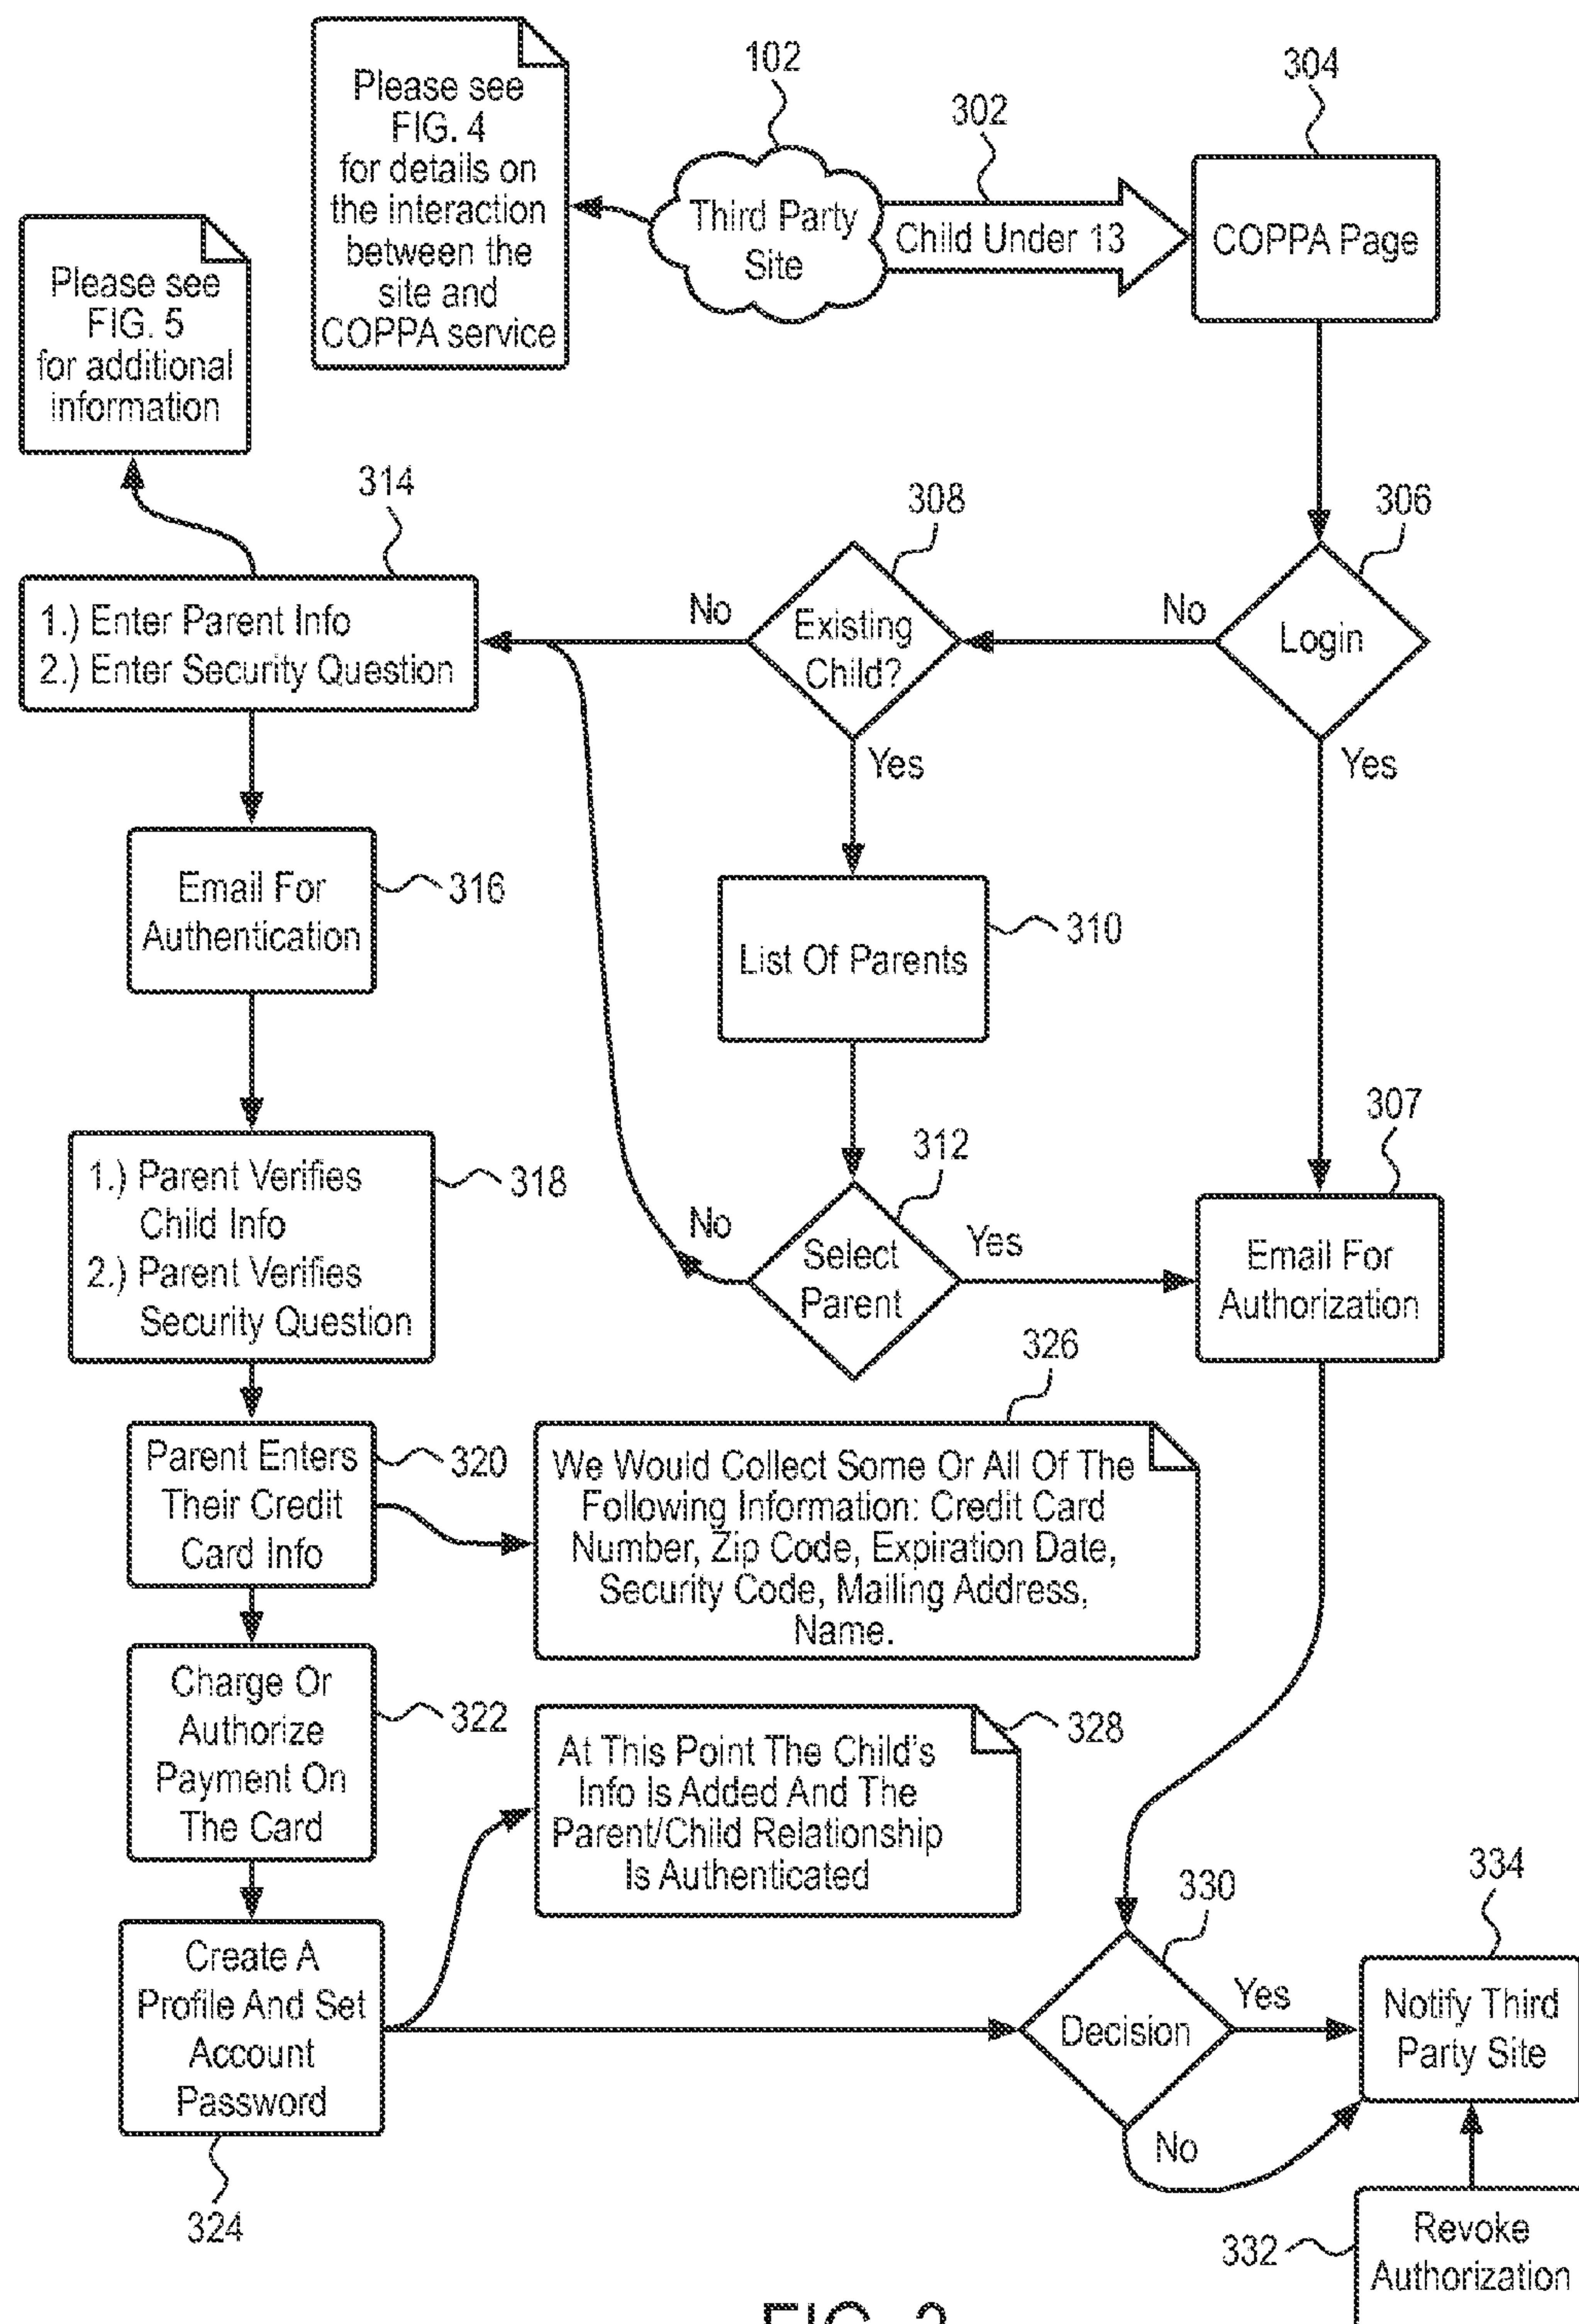 Please see
FIG. 4
for details on
the interaction
between the
site and
COPPA service
102
Third Party
Site
302
Child Under 13
304
COPPA Page
Please see
FIG. 5
for additional
information
314
1.) Enter Parent Info
2.) Enter Security Question
308
No
Existing
Child?
Yes
306
No
Login
Yes
Email For
Authentication
316
List Of Parents
310
307
Email For
Authorization
1.) Parent Verifies
Child Info
2.) Parent Verifies
Security Question
318
312
No
Select
Parent
Yes
Parent Enters
Their Credit
Card Info
320
326
We Would Collect Some Or All Of The
Following Information: Credit Card
Number, Zip Code, Expiration Date,
Security Code, Mailing Address,
Name.
Charge Or
Authorize
Payment On
The Card
322
At This Point The Child's
Info Is Added And The
Parent/Child Relationship
Is Authenticated
328
Create A
Profile And Set
Account
Password
324
330
Decision
Yes
No
334
Notify Third
Party Site
332
Revoke
Authorization